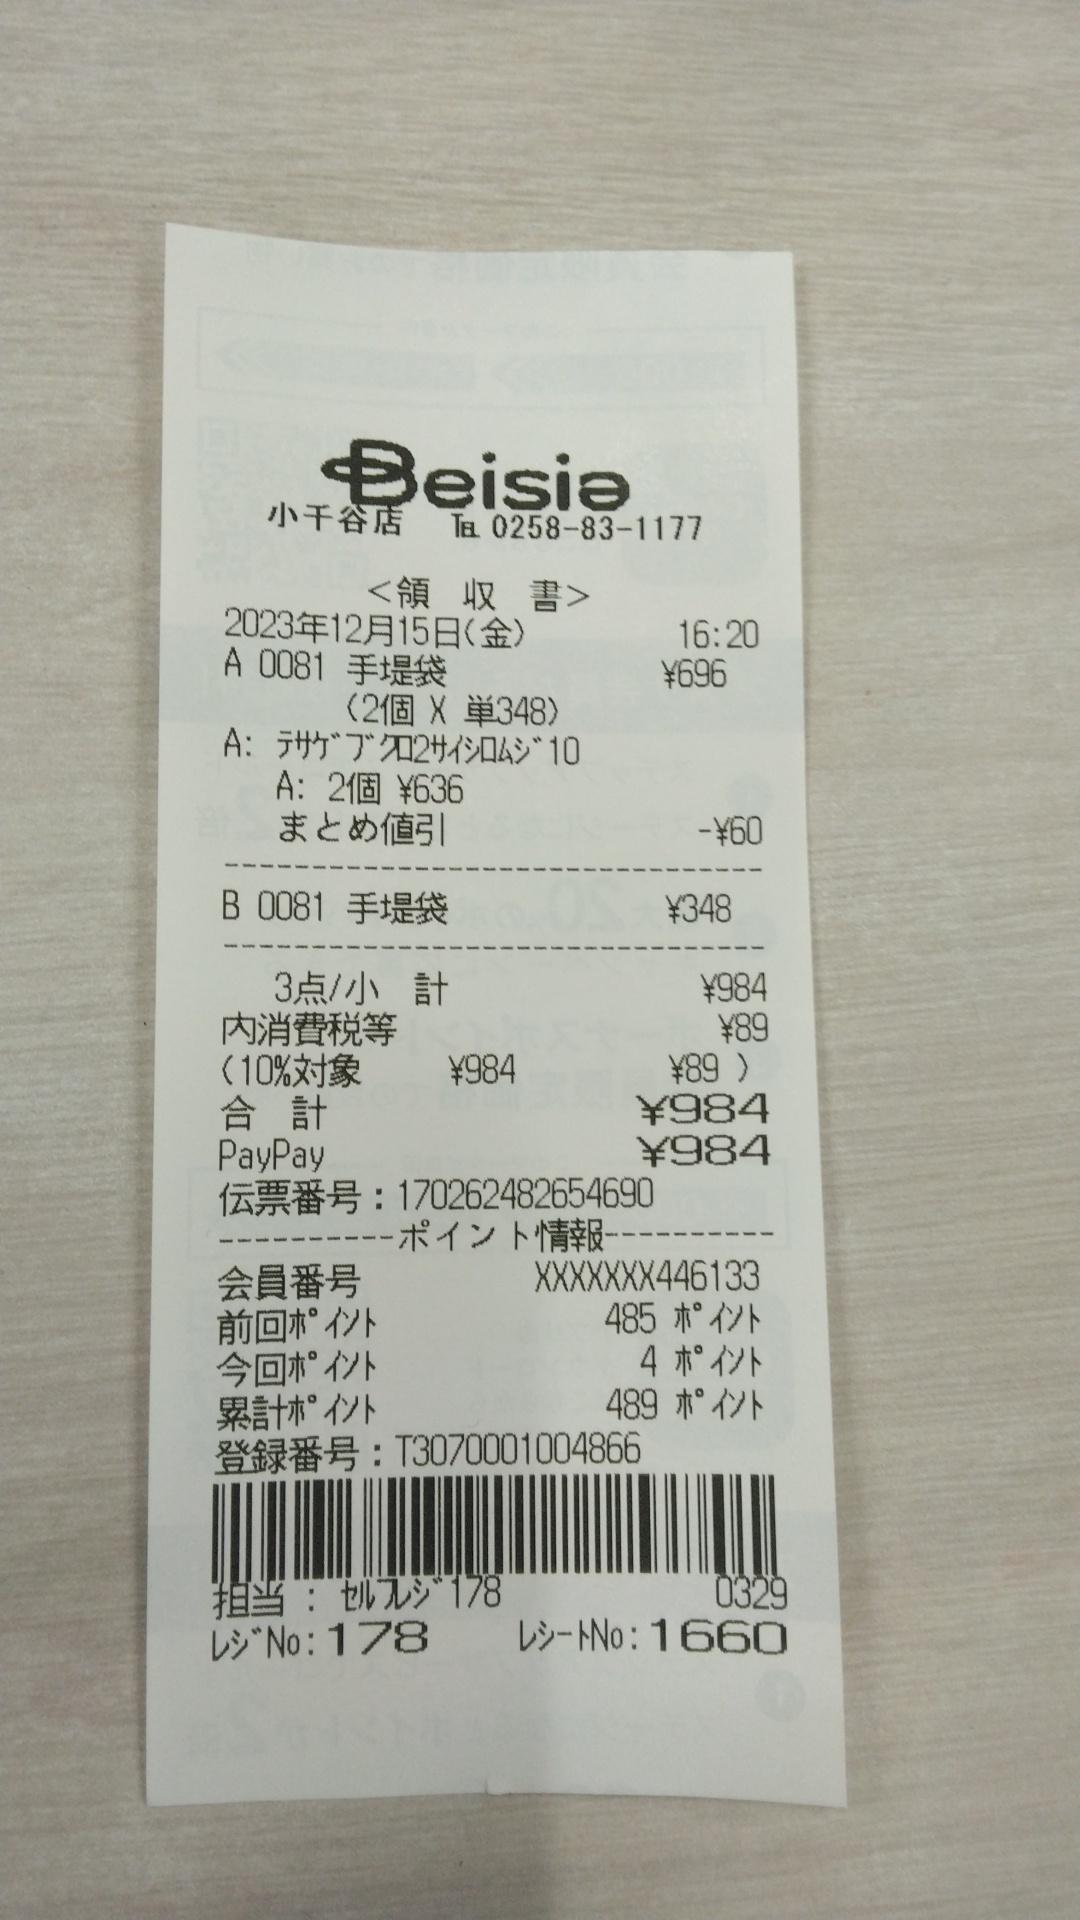 Beisia
小千谷店 ℡ 0258-83-1177
<領 収 書>
2023年12月15日(金) 16:20
A 0081 手堤袋 ¥696
(2個 X 単348)
A: ﾃｻｹﾞﾌﾞｸﾛ2ｻｲｼﾛﾑｼﾞ10
A: 2個 ¥636
まとめ値引 -¥60
B 0081 手堤袋 ¥348
3点/小 計 ¥984
内消費税等 ¥89
(10%対象 ¥984 ¥89 )
合 計 ¥984
PayPay ¥984
伝票番号:170262482654690
----------ポイント情報----------
会員番号 XXXXXXX446133
前回ﾎﾟｲﾝﾄ 485 ﾎﾟｲﾝﾄ
今回ﾎﾟｲﾝﾄ 4 ﾎﾟｲﾝﾄ
累計ﾎﾟｲﾝﾄ 489 ﾎﾟｲﾝﾄ
登録番号:T3070001004866
担当 : ｾﾙﾌﾚｼﾞ178 0329
ﾚｼﾞNo:178 ﾚｼｰﾄNo:1660